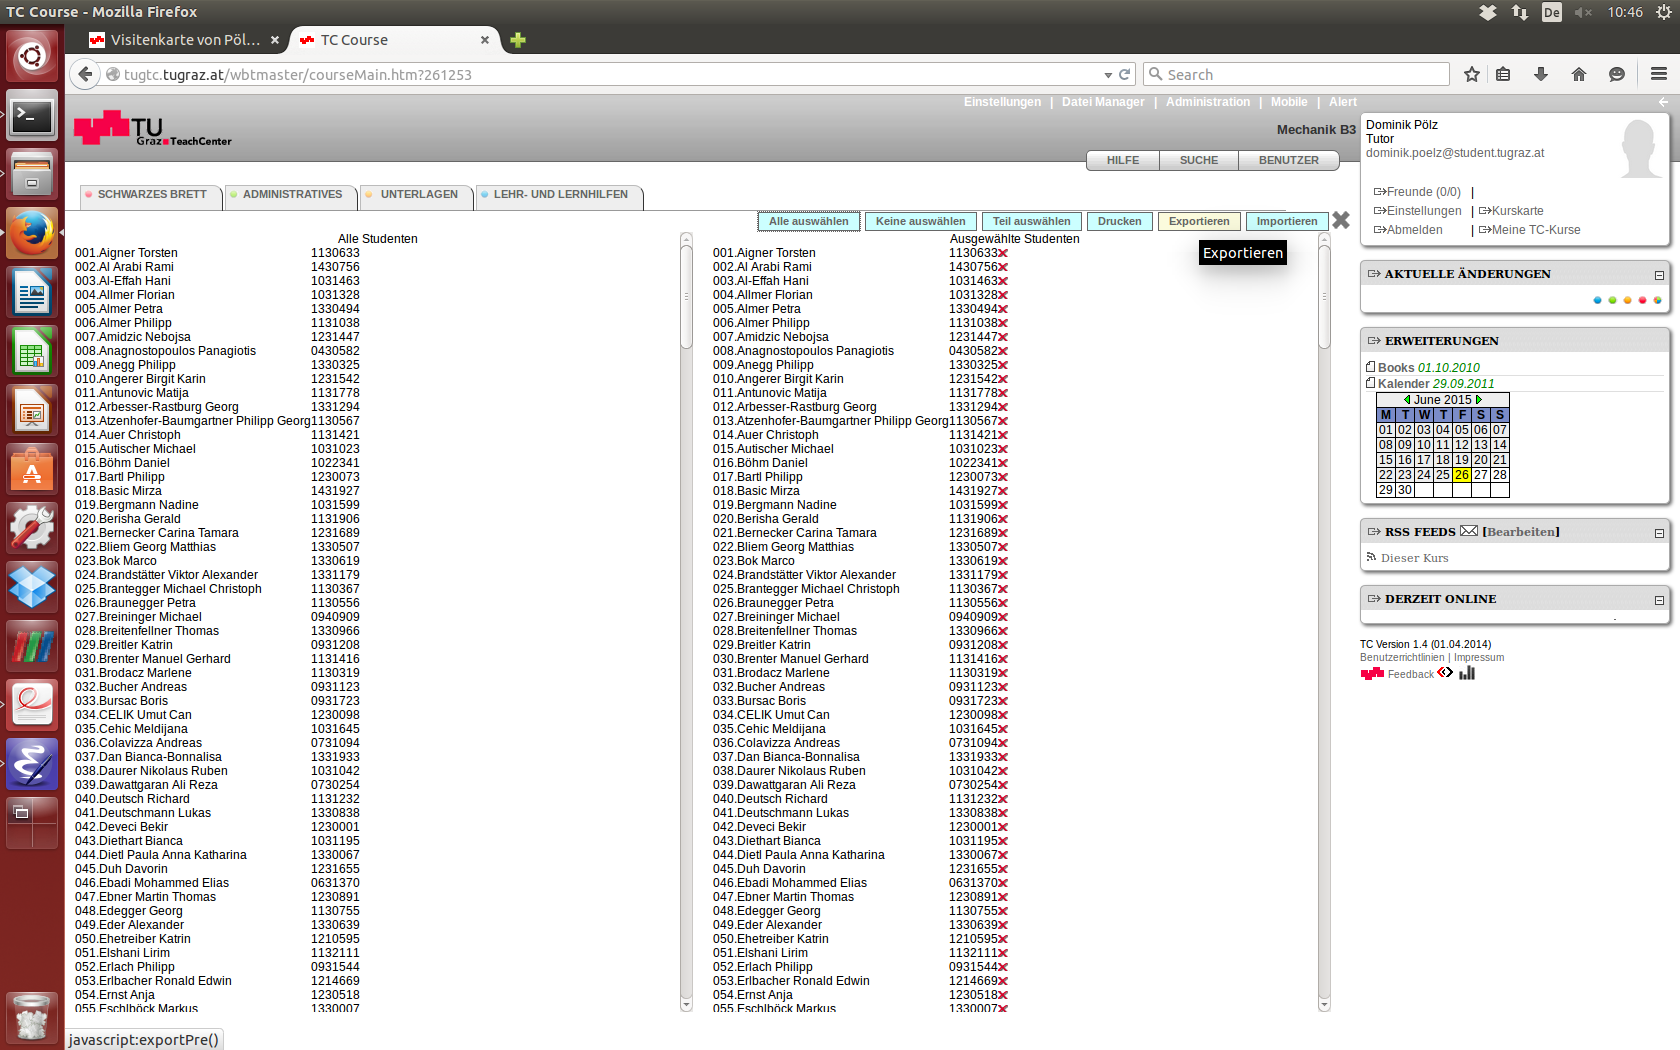 TC Course - Mozilla Firefox
De
10:46
Visitenkarte von Pöl...
TC Course
tugtc.tugraz.at/wbtmaster/courseMain.htm?261253
Search
Einstellungen | Datei Manager | Administration | Mobile | Alert
TU
Graz TeachCenter
Mechanik B3
HILFE
SUCHE
BENUTZER
SCHWARZES BRETT
ADMINISTRATIVES
UNTERLAGEN
LEHR- UND LERNHILFEN
Alle auswählen
Keine auswählen
Teil auswählen
Drucken
Exportieren
Importieren
Exportieren
Alle Studenten
001.Aigner Torsten 1130633
002.Al Arabi Rami 1430756
003.Al-Effah Hani 1031463
004.Allmer Florian 1031328
005.Almer Petra 1330494
006.Almer Philipp 1131038
007.Amidzic Nebojsa 1231447
008.Anagnostopoulos Panagiotis 0430582
009.Anegg Philipp 1330325
010.Angerer Birgit Karin 1231542
011.Antunovic Matija 1131778
012.Arbesser-Rastburg Georg 1331294
013.Atzenhofer-Baumgartner Philipp Georg 1130567
014.Auer Christoph 1131421
015.Autischer Michael 1031023
016.Böhm Daniel 1022341
017.Bartl Philipp 1230073
018.Basic Mirza 1431927
019.Bergmann Nadine 1031599
020.Berisha Gerald 1131906
021.Bernecker Carina Tamara 1231689
022.Bliem Georg Matthias 1330507
023.Bok Marco 1330619
024.Brandstätter Viktor Alexander 1331179
025.Brantegger Michael Christoph 1130367
026.Braunegger Petra 1130556
027.Breininger Michael 0940909
028.Breitenfellner Thomas 1330966
029.Breitler Katrin 0931208
030.Brenter Manuel Gerhard 1131416
031.Brodacz Marlene 1130319
032.Bucher Andreas 0931123
033.Bursac Boris 0931723
034.CELIK Umut Can 1230098
035.Cehic Meldijana 1031645
036.Colavizza Andreas 0731094
037.Dan Bianca-Bonnalisa 1331933
038.Daurer Nikolaus Ruben 1031042
039.Dawattgaran Ali Reza 0730254
040.Deutsch Richard 1131232
041.Deutschmann Lukas 1330838
042.Deveci Bekir 1230001
043.Diethart Bianca 1031195
044.Dietl Paula Anna Katharina 1330067
045.Duh Davorin 1231655
046.Ebadi Mohammed Elias 0631370
047.Ebner Martin Thomas 1230891
048.Edegger Georg 1130755
049.Eder Alexander 1330639
050.Ehetreiber Katrin 1210595
051.Elshani Lirim 1132111
052.Erlach Philipp 0931544
053.Erlbacher Ronald Edwin 1214669
054.Ernst Anja 1230518
055.Eschlböck Markus 1330007
Ausgewählte Studenten
001.Aigner Torsten 1130633
002.Al Arabi Rami 1430756
003.Al-Effah Hani 1031463
004.Allmer Florian 1031328
005.Almer Petra 1330494
006.Almer Philipp 1131038
007.Amidzic Nebojsa 1231447
008.Anagnostopoulos Panagiotis 0430582
009.Anegg Philipp 1330325
010.Angerer Birgit Karin 1231542
011.Antunovic Matija 1131778
012.Arbesser-Rastburg Georg 1331294
013.Atzenhofer-Baumgartner Philipp Georg 1130567
014.Auer Christoph 1131421
015.Autischer Michael 1031023
016.Böhm Daniel 1022341
017.Bartl Philipp 1230073
018.Basic Mirza 1431927
019.Bergmann Nadine 1031599
020.Berisha Gerald 1131906
021.Bernecker Carina Tamara 1231689
022.Bliem Georg Matthias 1330507
023.Bok Marco 1330619
024.Brandstätter Viktor Alexander 1331179
025.Brantegger Michael Christoph 1130367
026.Braunegger Petra 1130556
027.Breininger Michael 0940909
028.Breitenfellner Thomas 1330966
029.Breitler Katrin 0931208
030.Brenter Manuel Gerhard 1131416
031.Brodacz Marlene 1130319
032.Bucher Andreas 0931123
033.Bursac Boris 0931723
034.CELIK Umut Can 1230098
035.Cehic Meldijana 1031645
036.Colavizza Andreas 0731094
037.Dan Bianca-Bonnalisa 1331933
038.Daurer Nikolaus Ruben 1031042
039.Dawattgaran Ali Reza 0730254
040.Deutsch Richard 1131232
041.Deutschmann Lukas 1330838
042.Deveci Bekir 1230001
043.Diethart Bianca 1031195
044.Dietl Paula Anna Katharina 1330067
045.Duh Davorin 1231655
046.Ebadi Mohammed Elias 0631370
047.Ebner Martin Thomas 1230891
048.Edegger Georg 1130755
049.Eder Alexander 1330639
050.Ehetreiber Katrin 1210595
051.Elshani Lirim 1132111
052.Erlach Philipp 0931544
053.Erlbacher Ronald Edwin 1214669
054.Ernst Anja 1230518
055.Eschlböck Markus 1330007
Dominik Pölz
Tutor
dominik.poelz@student.tugraz.at
Freunde (0/0) |
Einstellungen | Kurskarte
Abmelden | Meine TC-Kurse
AKTUELLE ÄNDERUNGEN
ERWEITERUNGEN
Books 01.10.2010
Kalender 29.09.2011
June 2015
M T W T F S S
01 02 03 04 05 06 07
08 09 10 11 12 13 14
15 16 17 18 19 20 21
22 23 24 25 26 27 28
29 30
RSS FEEDS [Bearbeiten]
Dieser Kurs
DERZEIT ONLINE
.
TC Version 1.4 (01.04.2014)
Benutzerrichtlinien | Impressum
Feedback
javascript:exportPre()